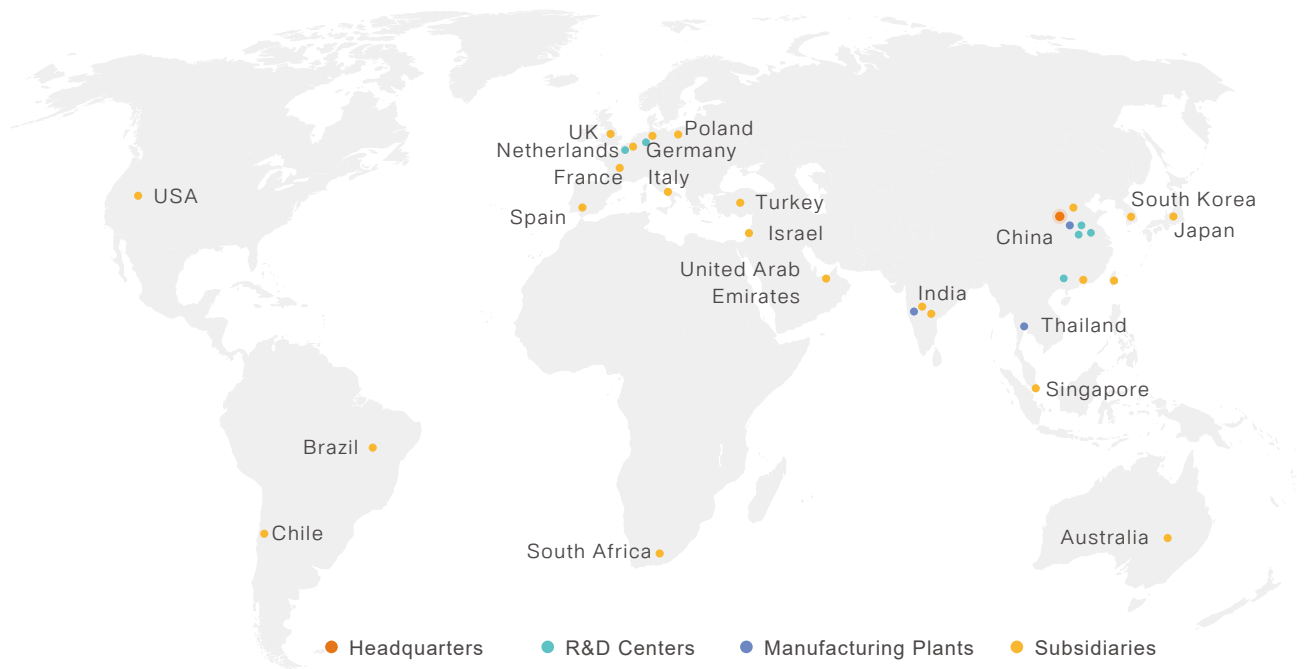 UK
Poland
Netherlands
Germany
France
Italy
USA
Turkey
Spain
South Korea
Israel
China
Japan
United Arab
Emirates
India
Thailand
Singapore
Brazil
Chile
Australia
South Africa
Headquarters
R&D Centers
Manufacturing Plants
Subsidiaries